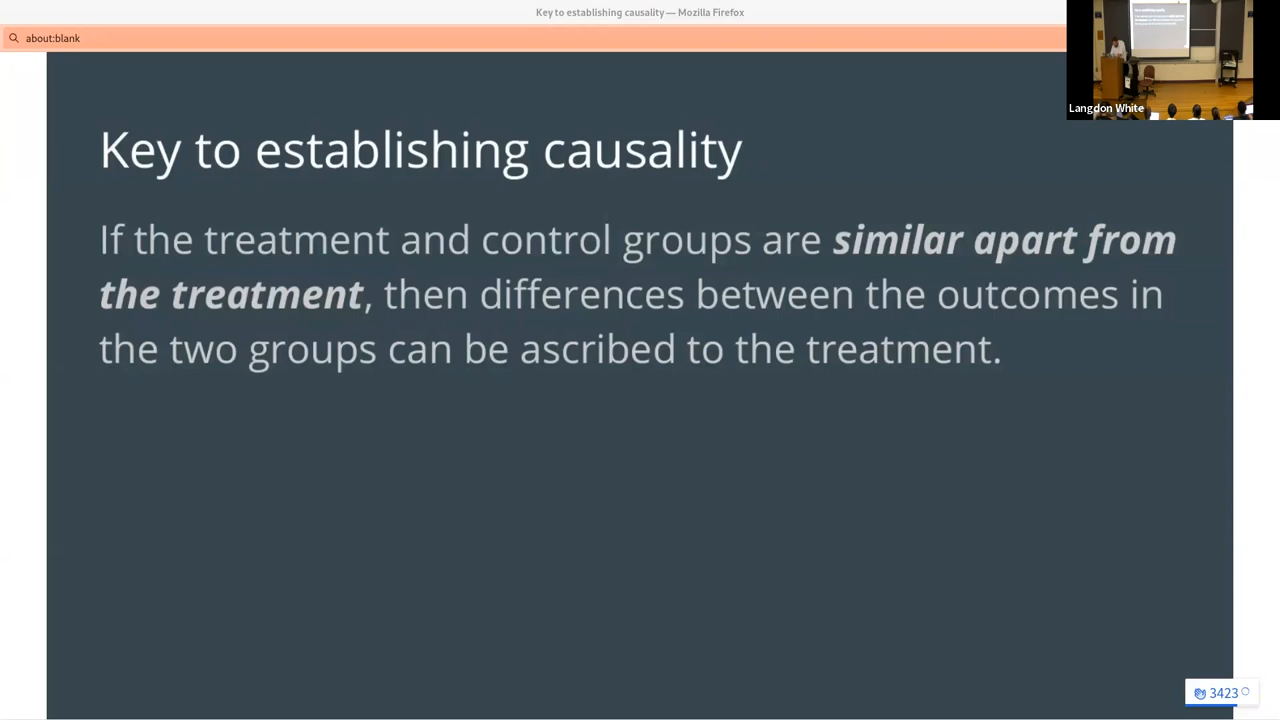 Key to establishing causality — Mozilla Firefox
about:blank
Langdon White
Key to establishing causality
If the treatment and control groups are similar apart from
the treatment, then differences between the outcomes in
the two groups can be ascribed to the treatment.
3423